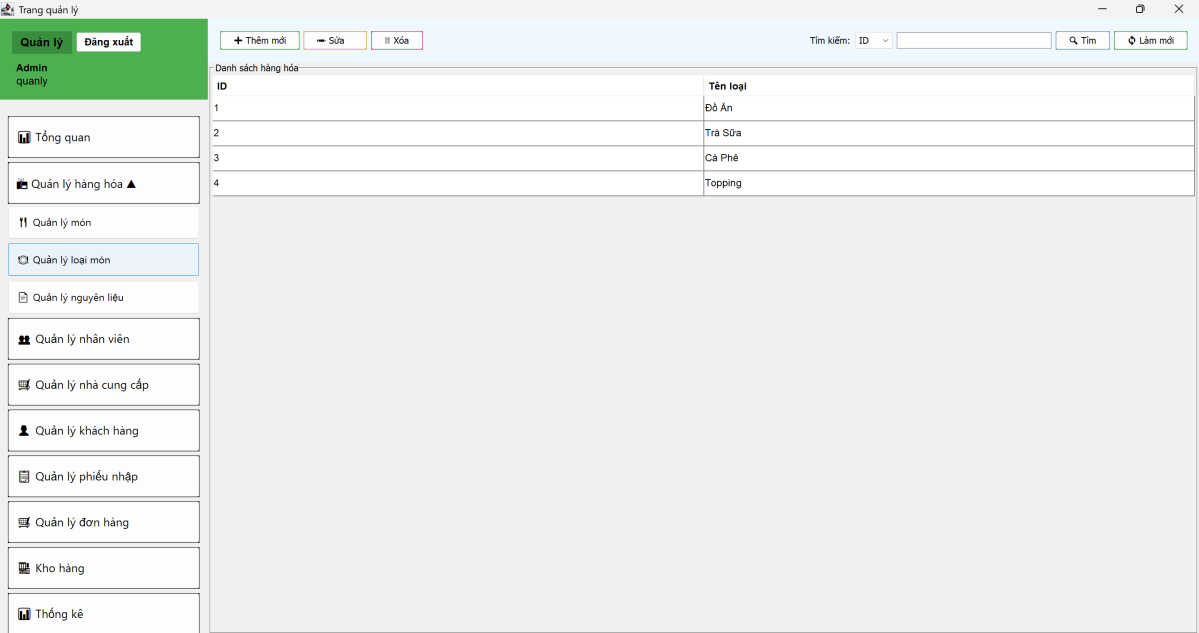 Trang quản lý
Quản lý
Đăng xuất
Admin
quanly
Thêm mới
Sửa
Xóa
Tìm kiếm:
ID
Tìm
Làm mới
Tổng quan
Quản lý hàng hóa ▲
Quản lý món
Quản lý loại món
Quản lý nguyên liệu
Quản lý nhân viên
Quản lý nhà cung cấp
Quản lý khách hàng
Quản lý phiếu nhập
Quản lý đơn hàng
Kho hàng
Thống kê
Danh sách hàng hóa
ID Tên loại
1 Đồ Ăn
2 Trà Sữa
3 Cà Phê
4 Topping